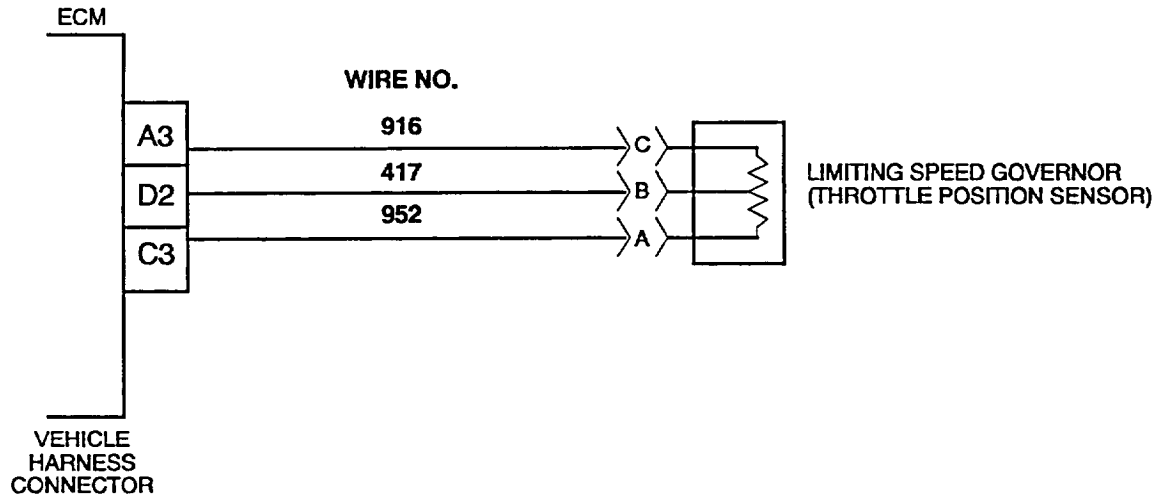 ECM
WIRE NO.
A3
916
C
D2
417
B
C3
952
A
LIMITING SPEED GOVERNOR
(THROTTLE POSITION SENSOR)
VEHICLE
HARNESS
CONNECTOR